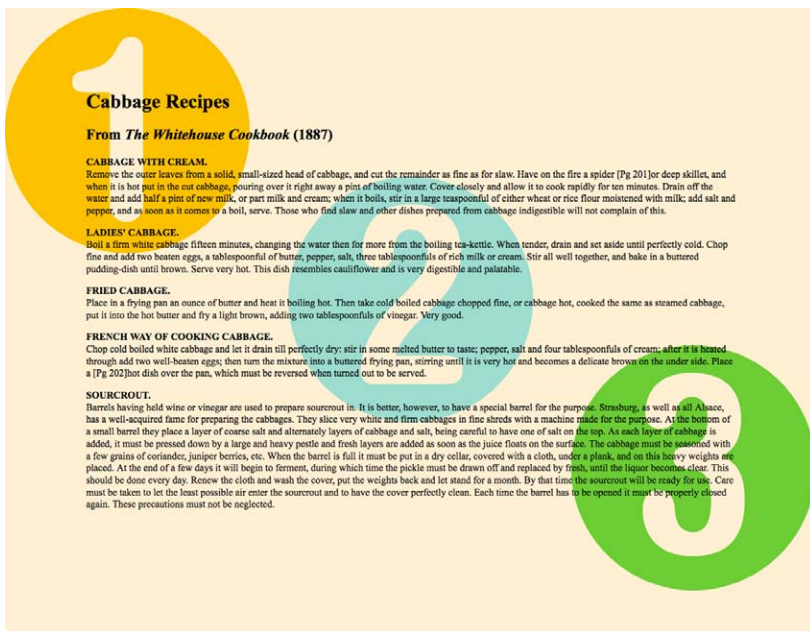 1
Cabbage Recipes
From The Whitehouse Cookbook (1887)
CABBAGE WITH CREAM.
Remove the outer leaves from a solid, small-sized head of cabbage, and cut the remainder as fine as for slaw. Have on the fire a spider [Pg 201]or deep skillet, and
when it is hot put in the cut cabbage, pouring over it right away a pint of boiling water. Cover closely and allow it to cook rapidly for ten minutes. Drain off the
water and add half a pint of new milk, or part milk and cream; when it boils, stir in a large teaspoonful of either wheat or rice flour moistened with milk; add salt and
pepper, and as soon as it comes to a boil, serve. Those who find slaw and other dishes prepared from cabbage indigestible will not complain of this.
LADIES' CABBAGE.
Boil a firm white cabbage fifteen minutes, changing the water then for more from the boiling tea-kettle. When tender, drain and set aside until perfectly cold. Chop
fine and add two beaten eggs, a tablespoonful of butter, pepper, salt, three tablespoonfuls of rich milk or cream. Stir all well together, and bake in a buttered
pudding-dish until brown. Serve very hot. This dish resembles cauliflower and is very digestible and palatable.
2
FRIED CABBAGE.
Place in a frying pan an ounce of butter and heat it boiling hot. Then take cold boiled cabbage chopped fine, or cabbage hot, cooked the same as steamed cabbage,
put it into the hot butter and fry a light brown, adding two tablespoonfuls of vinegar. Very good.
FRENCH WAY OF COOKING CABBAGE.
Chop cold boiled white cabbage and let it drain till perfectly dry: stir in some melted butter to taste; pepper, salt and four tablespoonfuls of cream; after it is heated
through add two well-beaten eggs; then turn the mixture into a buttered frying pan, stirring until it is very hot and becomes a delicate brown on the under side. Place
a [Pg 202]hot dish over the pan, which must be reversed when turned out to be served.
SOURCROUT.
Barrels having held wine or vinegar are used to prepare sourcrout in. It is better, however, to have a special barrel for the purpose. Strasburg, as well as all Alsace,
has a well-acquired fame for preparing the cabbages. They slice very white and firm cabbages in fine shreds with a machine made for the purpose. At the bottom of
a small barrel they place a layer of coarse salt and alternately layers of cabbage and salt, being careful to have one of salt on the top. As each layer of cabbage is
added, it must be pressed down by a large and heavy pestle and fresh layers are added as soon as the juice floats on the surface. The cabbage must be seasoned with
a few grains of coriander, juniper berries, etc. When the barrel is full it must be put in a dry cellar, covered with a cloth, under a plank, and on this heavy weights are
placed. At the end of a few days it will begin to ferment, during which time the pickle must be drawn off and replaced by fresh, until the liquor becomes clear. This
should be done every day. Renew the cloth and wash the cover, put the weights back and let stand for a month. By that time the sourcrout will be ready for use. Care
must be taken to let the least possible air enter the sourcrout and to have the cover perfectly clean. Each time the barrel has to be opened it must be properly closed
again. These precautions must not be neglected.
3